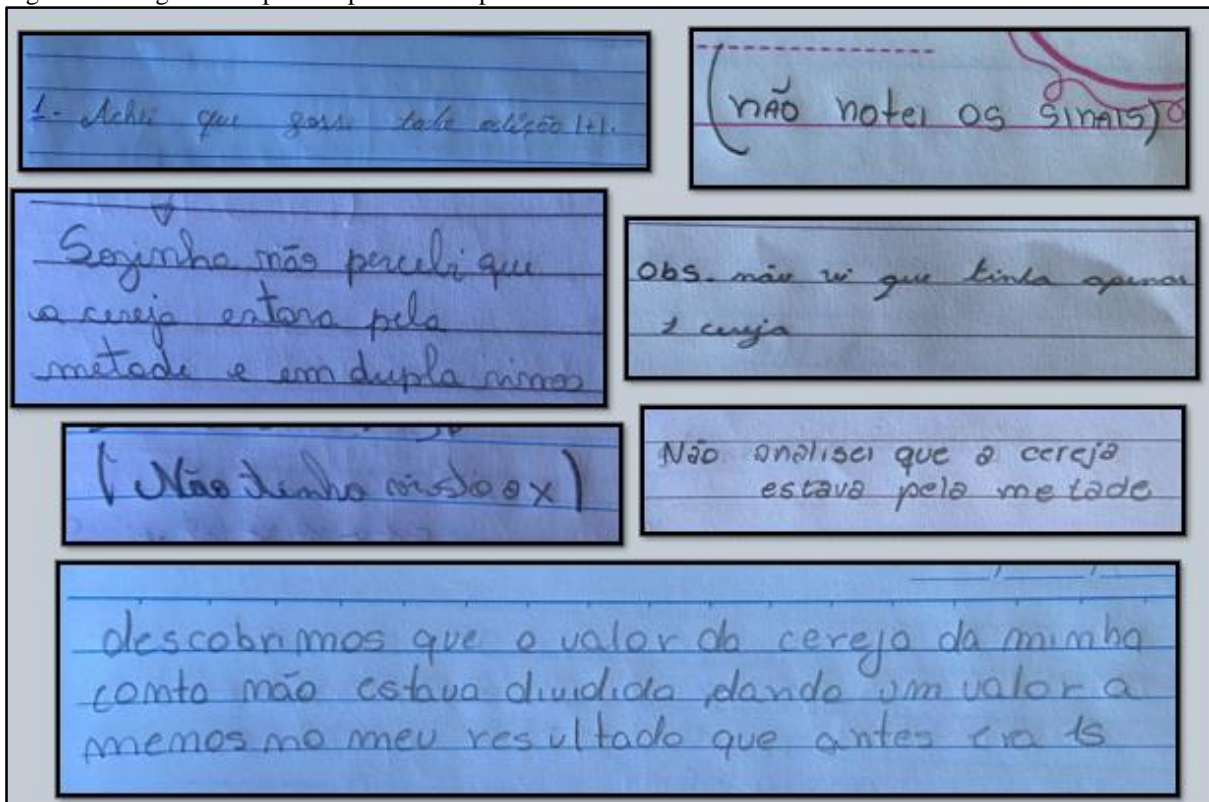 1. Achei que fosse tale adição (+).
(não notei os sinais)
Sozinha não percebi que
a cereja estava pela
metade e em dupla vimos
Obs. não vi que tinha apenas
1 cereja
(Não tinha visto o x)
Não analisei que a cereja
estava pela metade
descobrimos que o valor da cereja da minha
conta não estava dividida, dando um valor a
menos no meu resultado que antes era 15